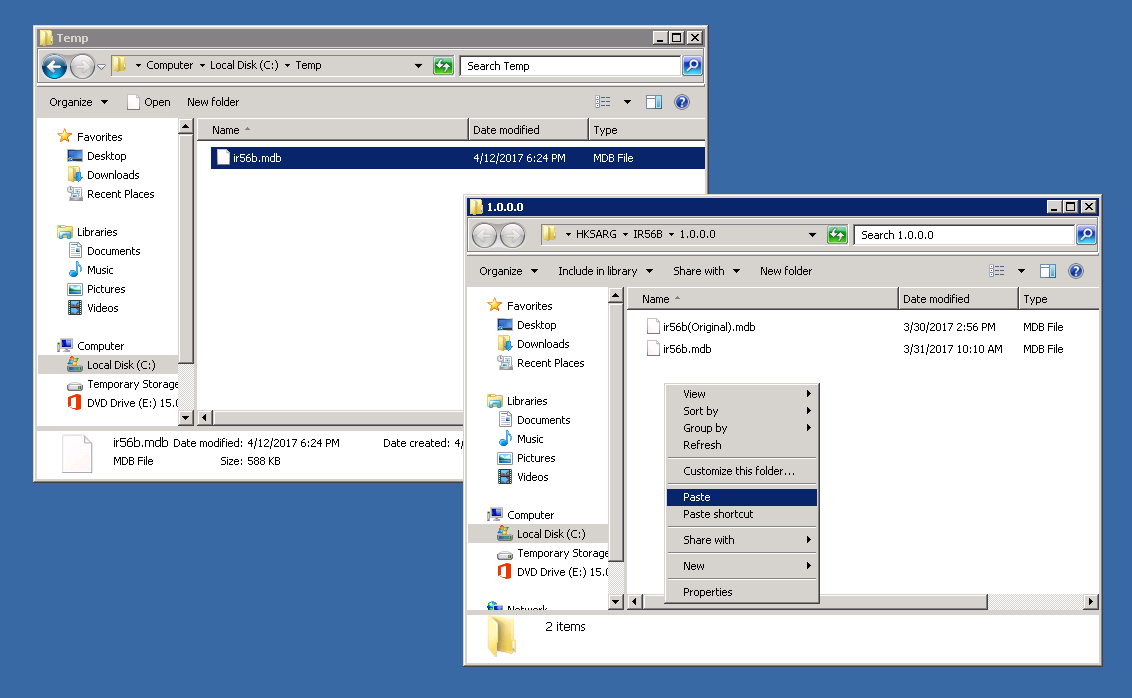 Temp
Computer Local Disk (C:) Temp
Search Temp
Organize Open New folder
Name Date modified Type
Favorites
Desktop
Downloads
Recent Places
Libraries
Documents
Music
Pictures
Videos
Computer
Local Disk (C:)
Temporary Storage
DVD Drive (E:) 15.0
ir56b.mdb 4/12/2017 6:24 PM MDB File
ir56b.mdb Date modified: 4/12/2017 6:24 PM Date created: 4/
MDB File Size: 588 KB
1.0.0.0
HKSARG IR56B 1.0.0.0
Search 1.0.0.0
Organize Include in library Share with New folder
Name Date modified Type
Favorites
Desktop
Downloads
Recent Places
Libraries
Documents
Music
Pictures
Videos
Computer
Local Disk (C:)
Temporary Storage
DVD Drive (E:) 15.0
Network
ir56b(Original).mdb 3/30/2017 2:56 PM MDB File
ir56b.mdb 3/31/2017 10:10 AM MDB File
View
Sort by
Group by
Refresh
Customize this folder...
Paste
Paste shortcut
Share with
New
Properties
2 items